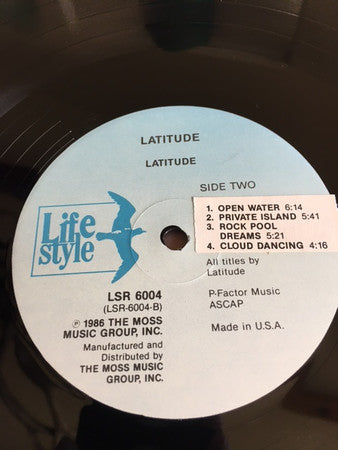 LATITUDE
LATITUDE
SIDE TWO
1. OPEN WATER 6:14
2. PRIVATE ISLAND 5:41
3. ROCK POOL
DREAMS 5:21
4. CLOUD DANCING 4:16
All titles by
Latitude
P-Factor Music
ASCAP
Made in U.S.A.
Life
style
LSR 6004
(LSR-6004-B)
℗ 1986 THE MOSS
MUSIC GROUP, INC.
Manufactured and
Distributed by
THE MOSS MUSIC
GROUP, INC.